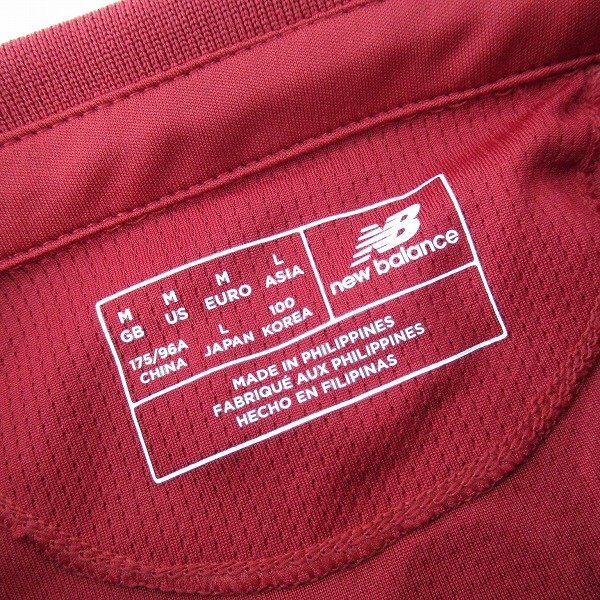 M M M L
GB US EURO ASIA
175/96A L 100
CHINA JAPAN KOREA
NB
new balance
MADE IN PHILIPPINES
FABRIQUÉ AUX PHILIPPINES
HECHO EN FILIPINAS